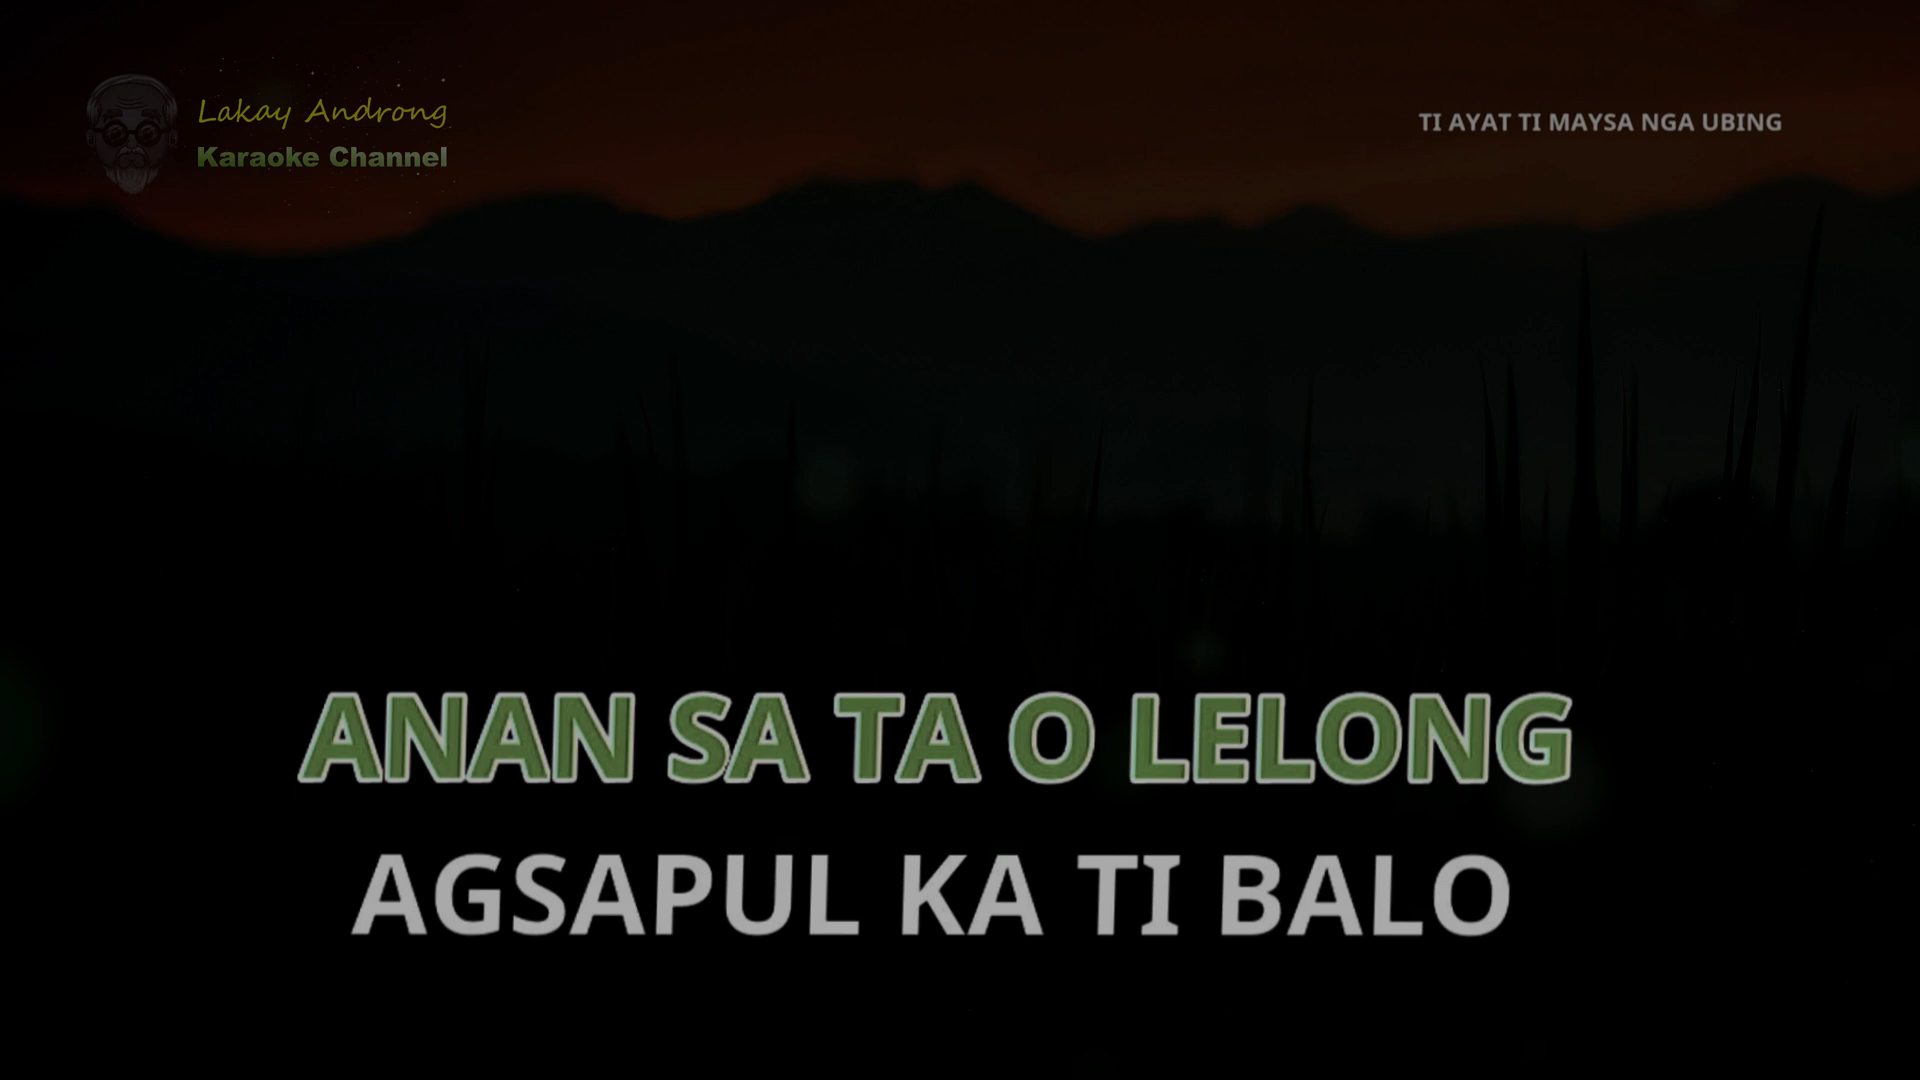 Lakay Androng
Karaoke Channel
TI AYAT TI MAYSA NGA UBING
ANAN SA TA O LELONG
AGSAPUL KA TI BALO